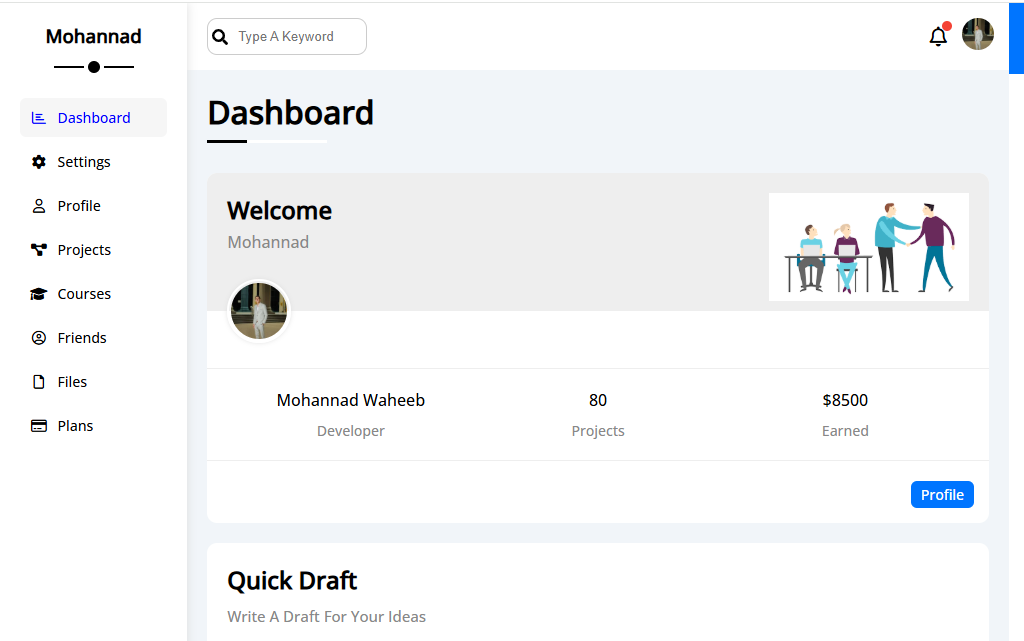 Mohannad
Type A Keyword
Dashboard
Settings
Profile
Projects
Courses
Friends
Files
Plans
Dashboard
Welcome
Mohannad
Mohannad Waheeb
Developer
80
Projects
$8500
Earned
Profile
Quick Draft
Write A Draft For Your Ideas